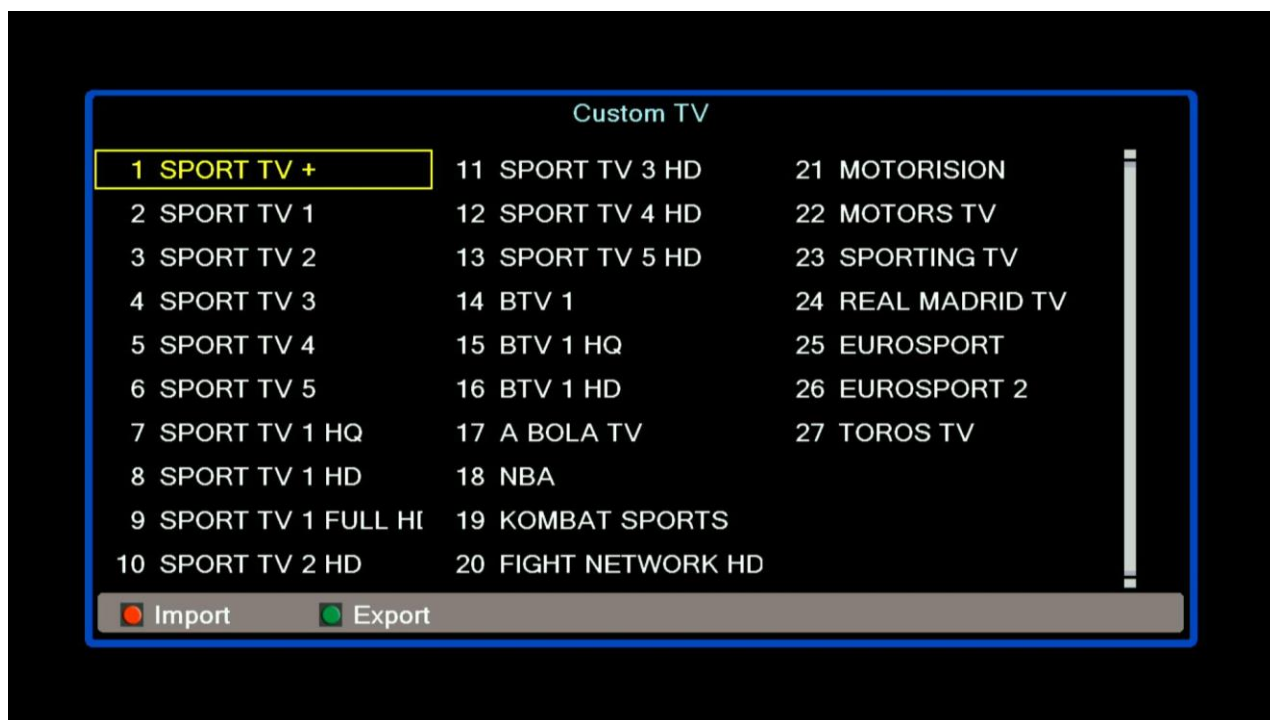 Custom TV
1 SPORT TV +
2 SPORT TV 1
3 SPORT TV 2
4 SPORT TV 3
5 SPORT TV 4
6 SPORT TV 5
7 SPORT TV 1 HQ
8 SPORT TV 1 HD
9 SPORT TV 1 FULL HD
10 SPORT TV 2 HD
11 SPORT TV 3 HD
12 SPORT TV 4 HD
13 SPORT TV 5 HD
14 BTV 1
15 BTV 1 HQ
16 BTV 1 HD
17 A BOLA TV
18 NBA
19 KOMBAT SPORTS
20 FIGHT NETWORK HD
21 MOTORISION
22 MOTORS TV
23 SPORTING TV
24 REAL MADRID TV
25 EUROSPORT
26 EUROSPORT 2
27 TOROS TV
Import
Export